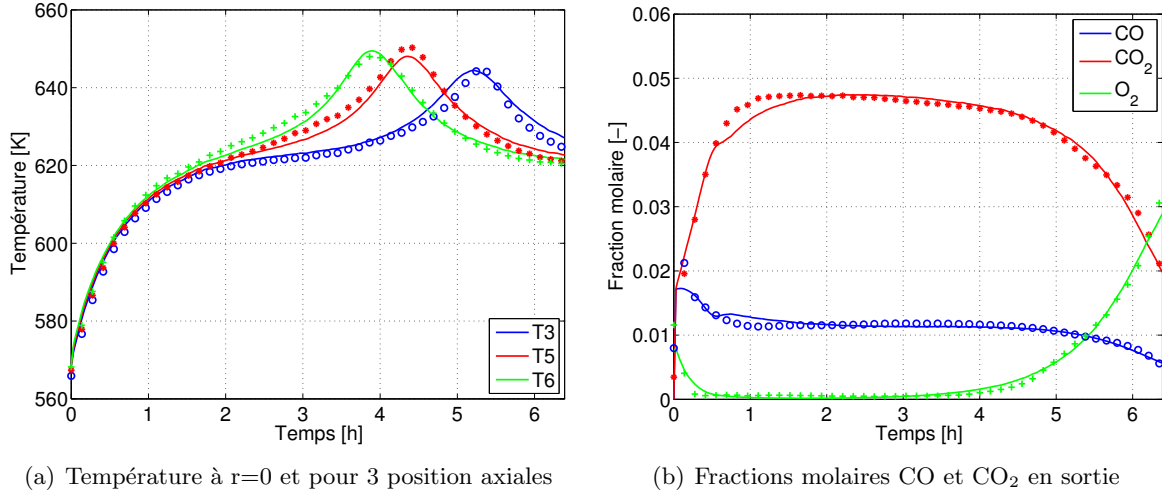 660
640
620
600
580
560
Température [K]
0 1 2 3 4 5 6
Temps [h]
T3
T5
T6
0.06
0.05
0.04
0.03
0.02
0.01
0
Fraction molaire [−]
0 1 2 3 4 5 6
Temps [h]
CO
CO₂
O₂
(a) Température à r=0 et pour 3 position axiales
(b) Fractions molaires CO et CO₂ en sortie